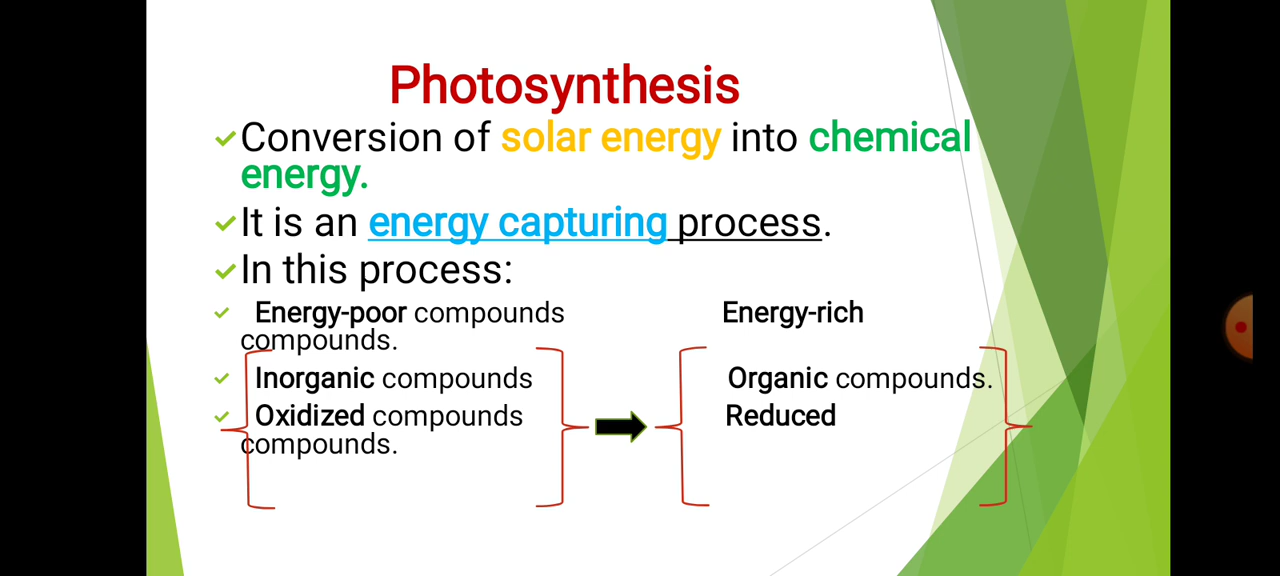 Photosynthesis
Conversion of solar energy into chemical
energy.
It is an energy capturing process.
In this process:
Energy-poor compounds Energy-rich
compounds.
Inorganic compounds Organic compounds.
Oxidized compounds Reduced
compounds.